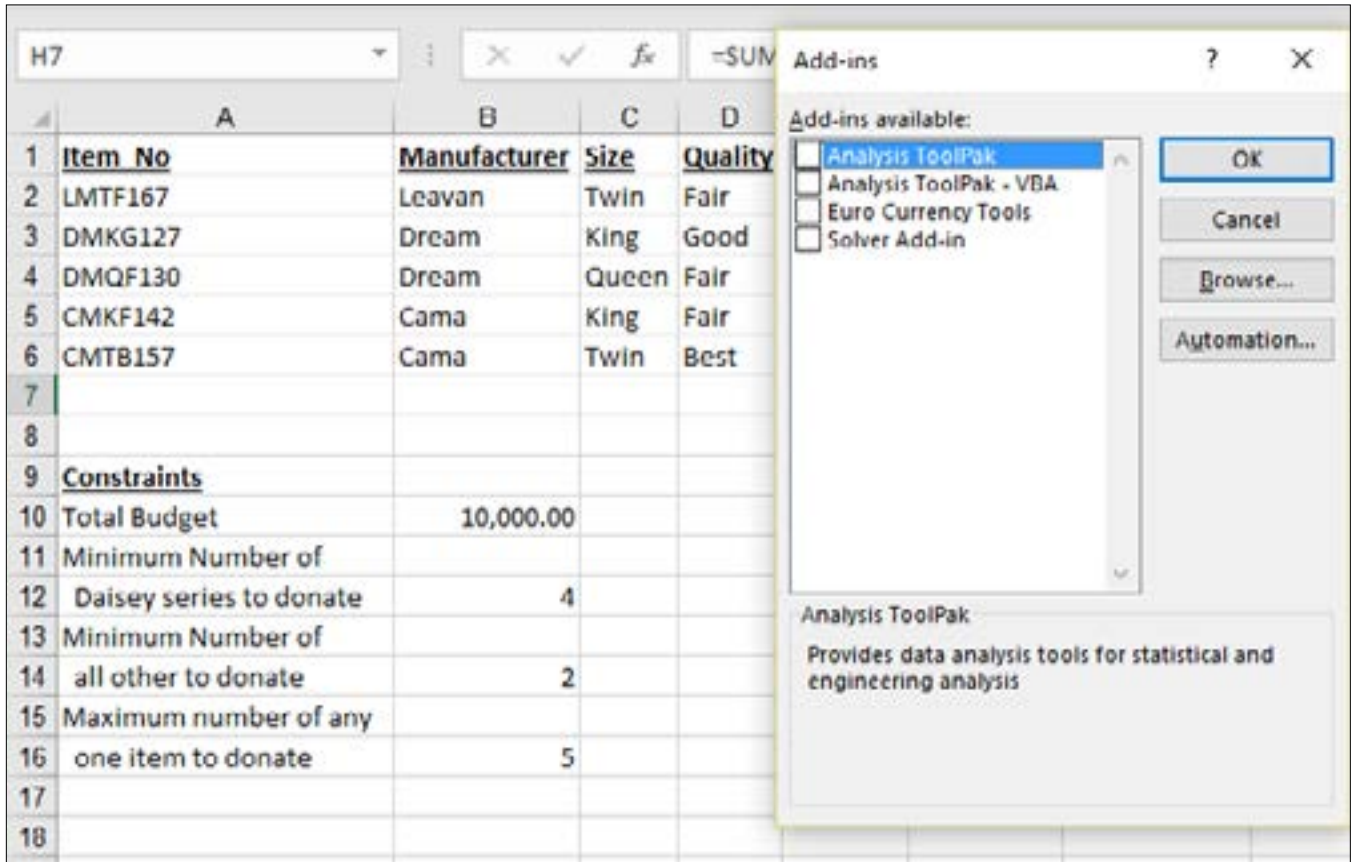 H7 =SUM
A B C D
1 Item_No Manufacturer Size Quality
2 LMTF167 Leavan Twin Fair
3 DMKG127 Dream King Good
4 DMQF130 Dream Queen Fair
5 CMKF142 Cama King Fair
6 CMTB157 Cama Twin Best
7
8
9 Constraints
10 Total Budget 10,000.00
11 Minimum Number of
12 Daisey series to donate 4
13 Minimum Number of
14 all other to donate 2
15 Maximum number of any
16 one item to donate 5
17
18
Add-ins ? X
Add-ins available:
Analysis ToolPak
Analysis ToolPak - VBA
Euro Currency Tools
Solver Add-in
OK
Cancel
Browse...
Automation...
Analysis ToolPak
Provides data analysis tools for statistical and
engineering analysis